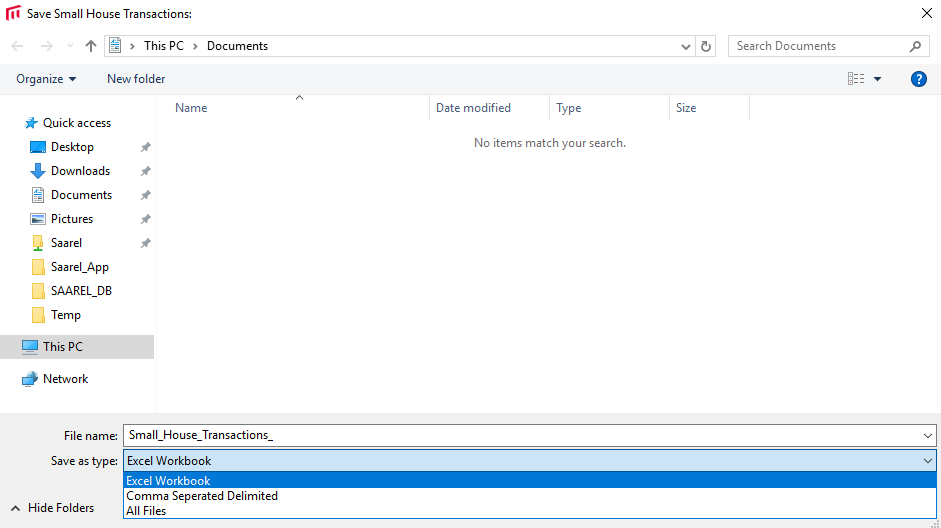 Save Small House Transactions:
This PC > Documents
Search Documents
Organize
New folder
?
Name
Date modified
Type
Size
No items match your search.
Quick access
Desktop
Downloads
Documents
Pictures
Saarel
Saarel_App
SAAREL_DB
Temp
This PC
Network
File name: Small_House_Transactions_
Save as type: Excel Workbook
Excel Workbook
Comma Seperated Delimited
All Files
Hide Folders